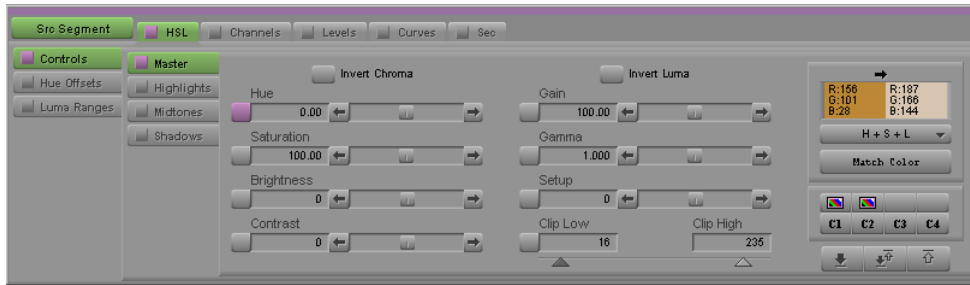 Src Segment HSL Channels Levels Curves Sec
Controls
Hue Offsets
Luma Ranges
Master
Highlights
Midtones
Shadows
Invert Chroma
Hue
0.00
Saturation
100.00
Brightness
0
Contrast
0
Invert Luma
Gain
100.00
Gamma
1.000
Setup
0
Clip Low Clip High
16 235
R:156 R:187
G:101 G:166
B:28 B:144
H + S + L
Match Color
C1 C2 C3 C4